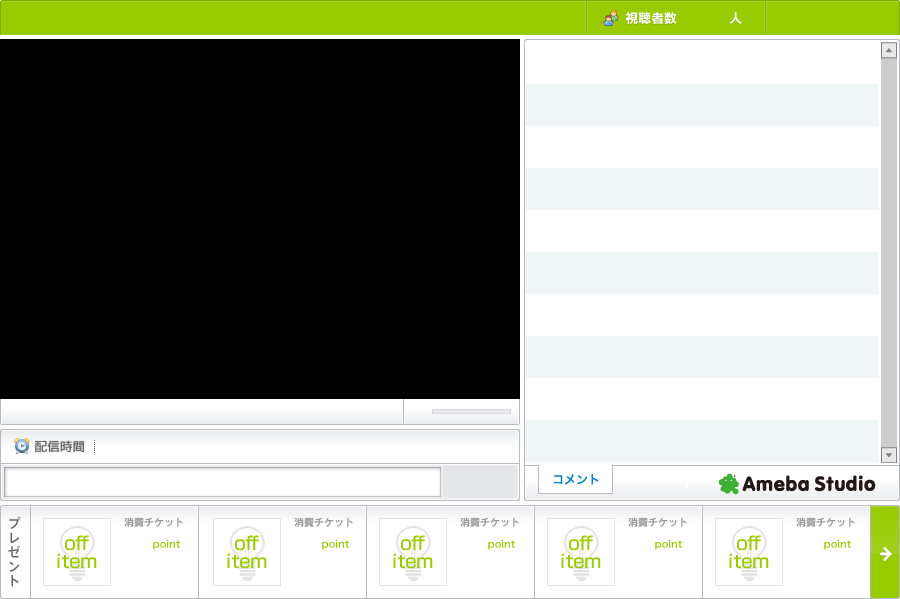 視聴者数 人
配信時間
コメント
Ameba Studio
プレゼント
off
item
消費チケット
point
off
item
消費チケット
point
off
item
消費チケット
point
off
item
消費チケット
point
off
item
消費チケット
point